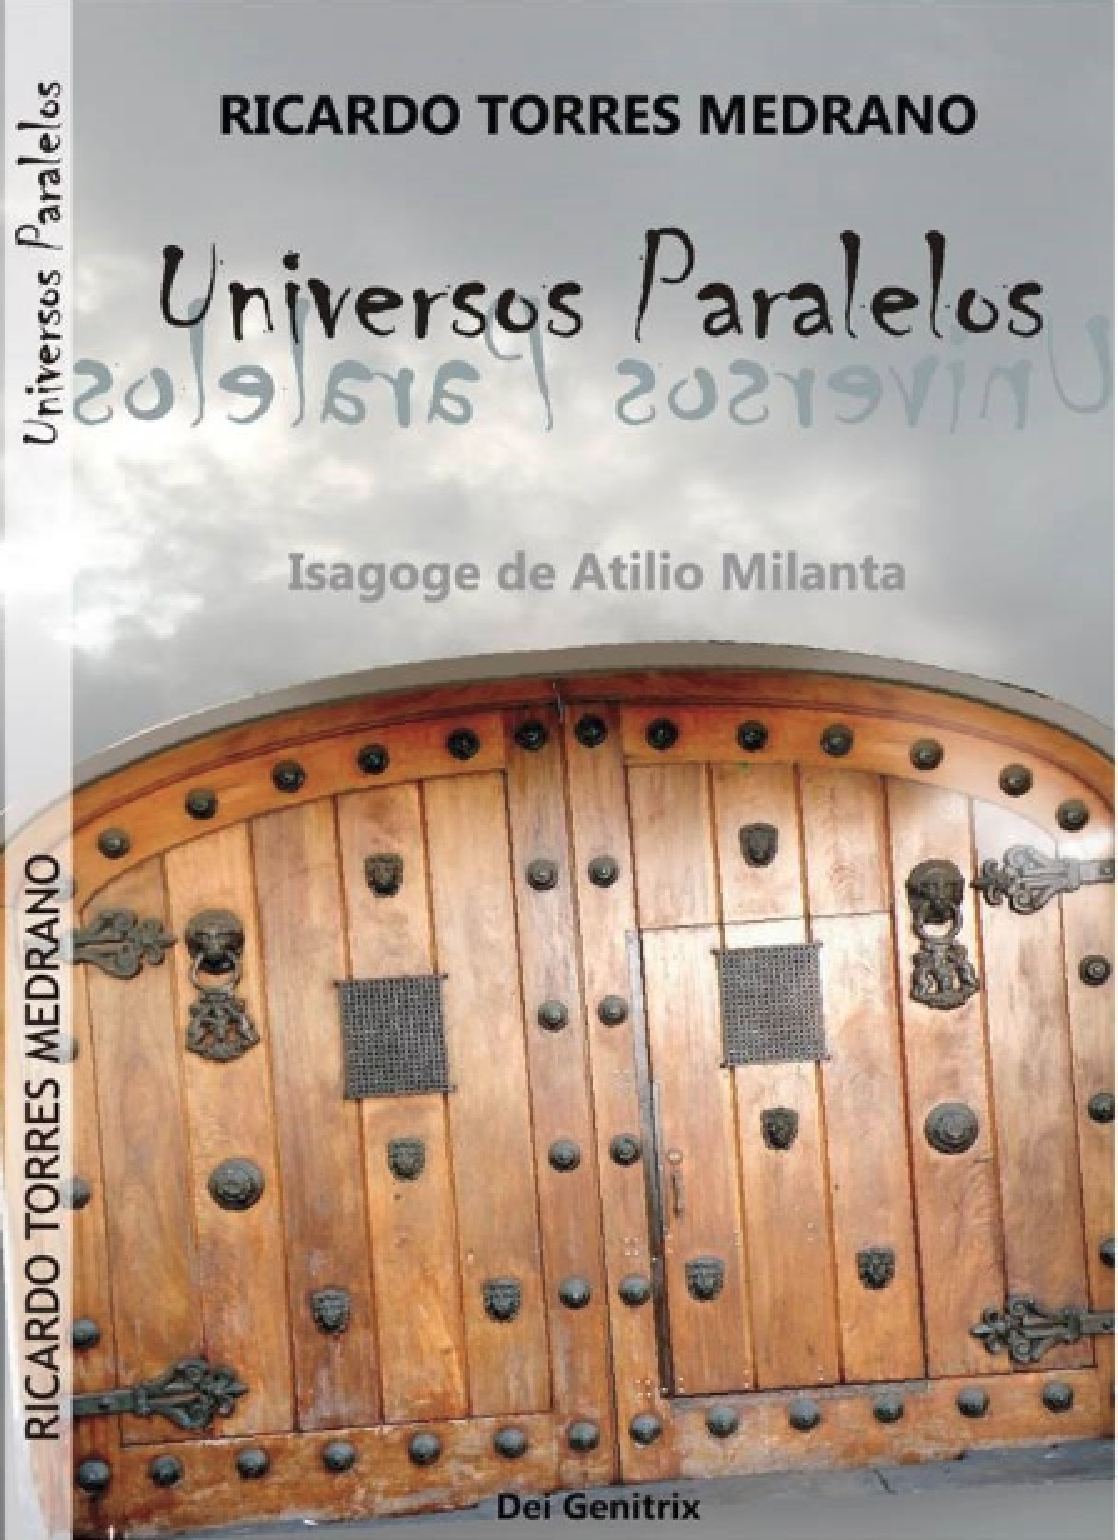 Universos Paralelos
RICARDO TORRES MEDRANO
RICARDO TORRES MEDRANO
Universos Paralelos
Universos Paralelos
Isagoge de Atilio Milanta
Dei Genitrix